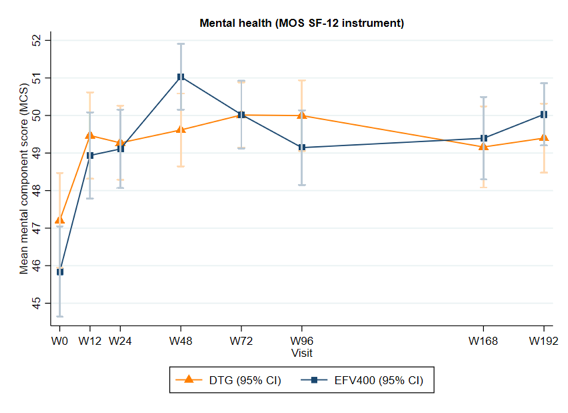 Mental health (MOS SF-12 instrument)
Mean mental component score (MCS)
52
51
50
49
48
47
46
45
W0 W12 W24 W48 W72 W96 W168 W192
Visit
DTG (95% CI) EFV400 (95% CI)